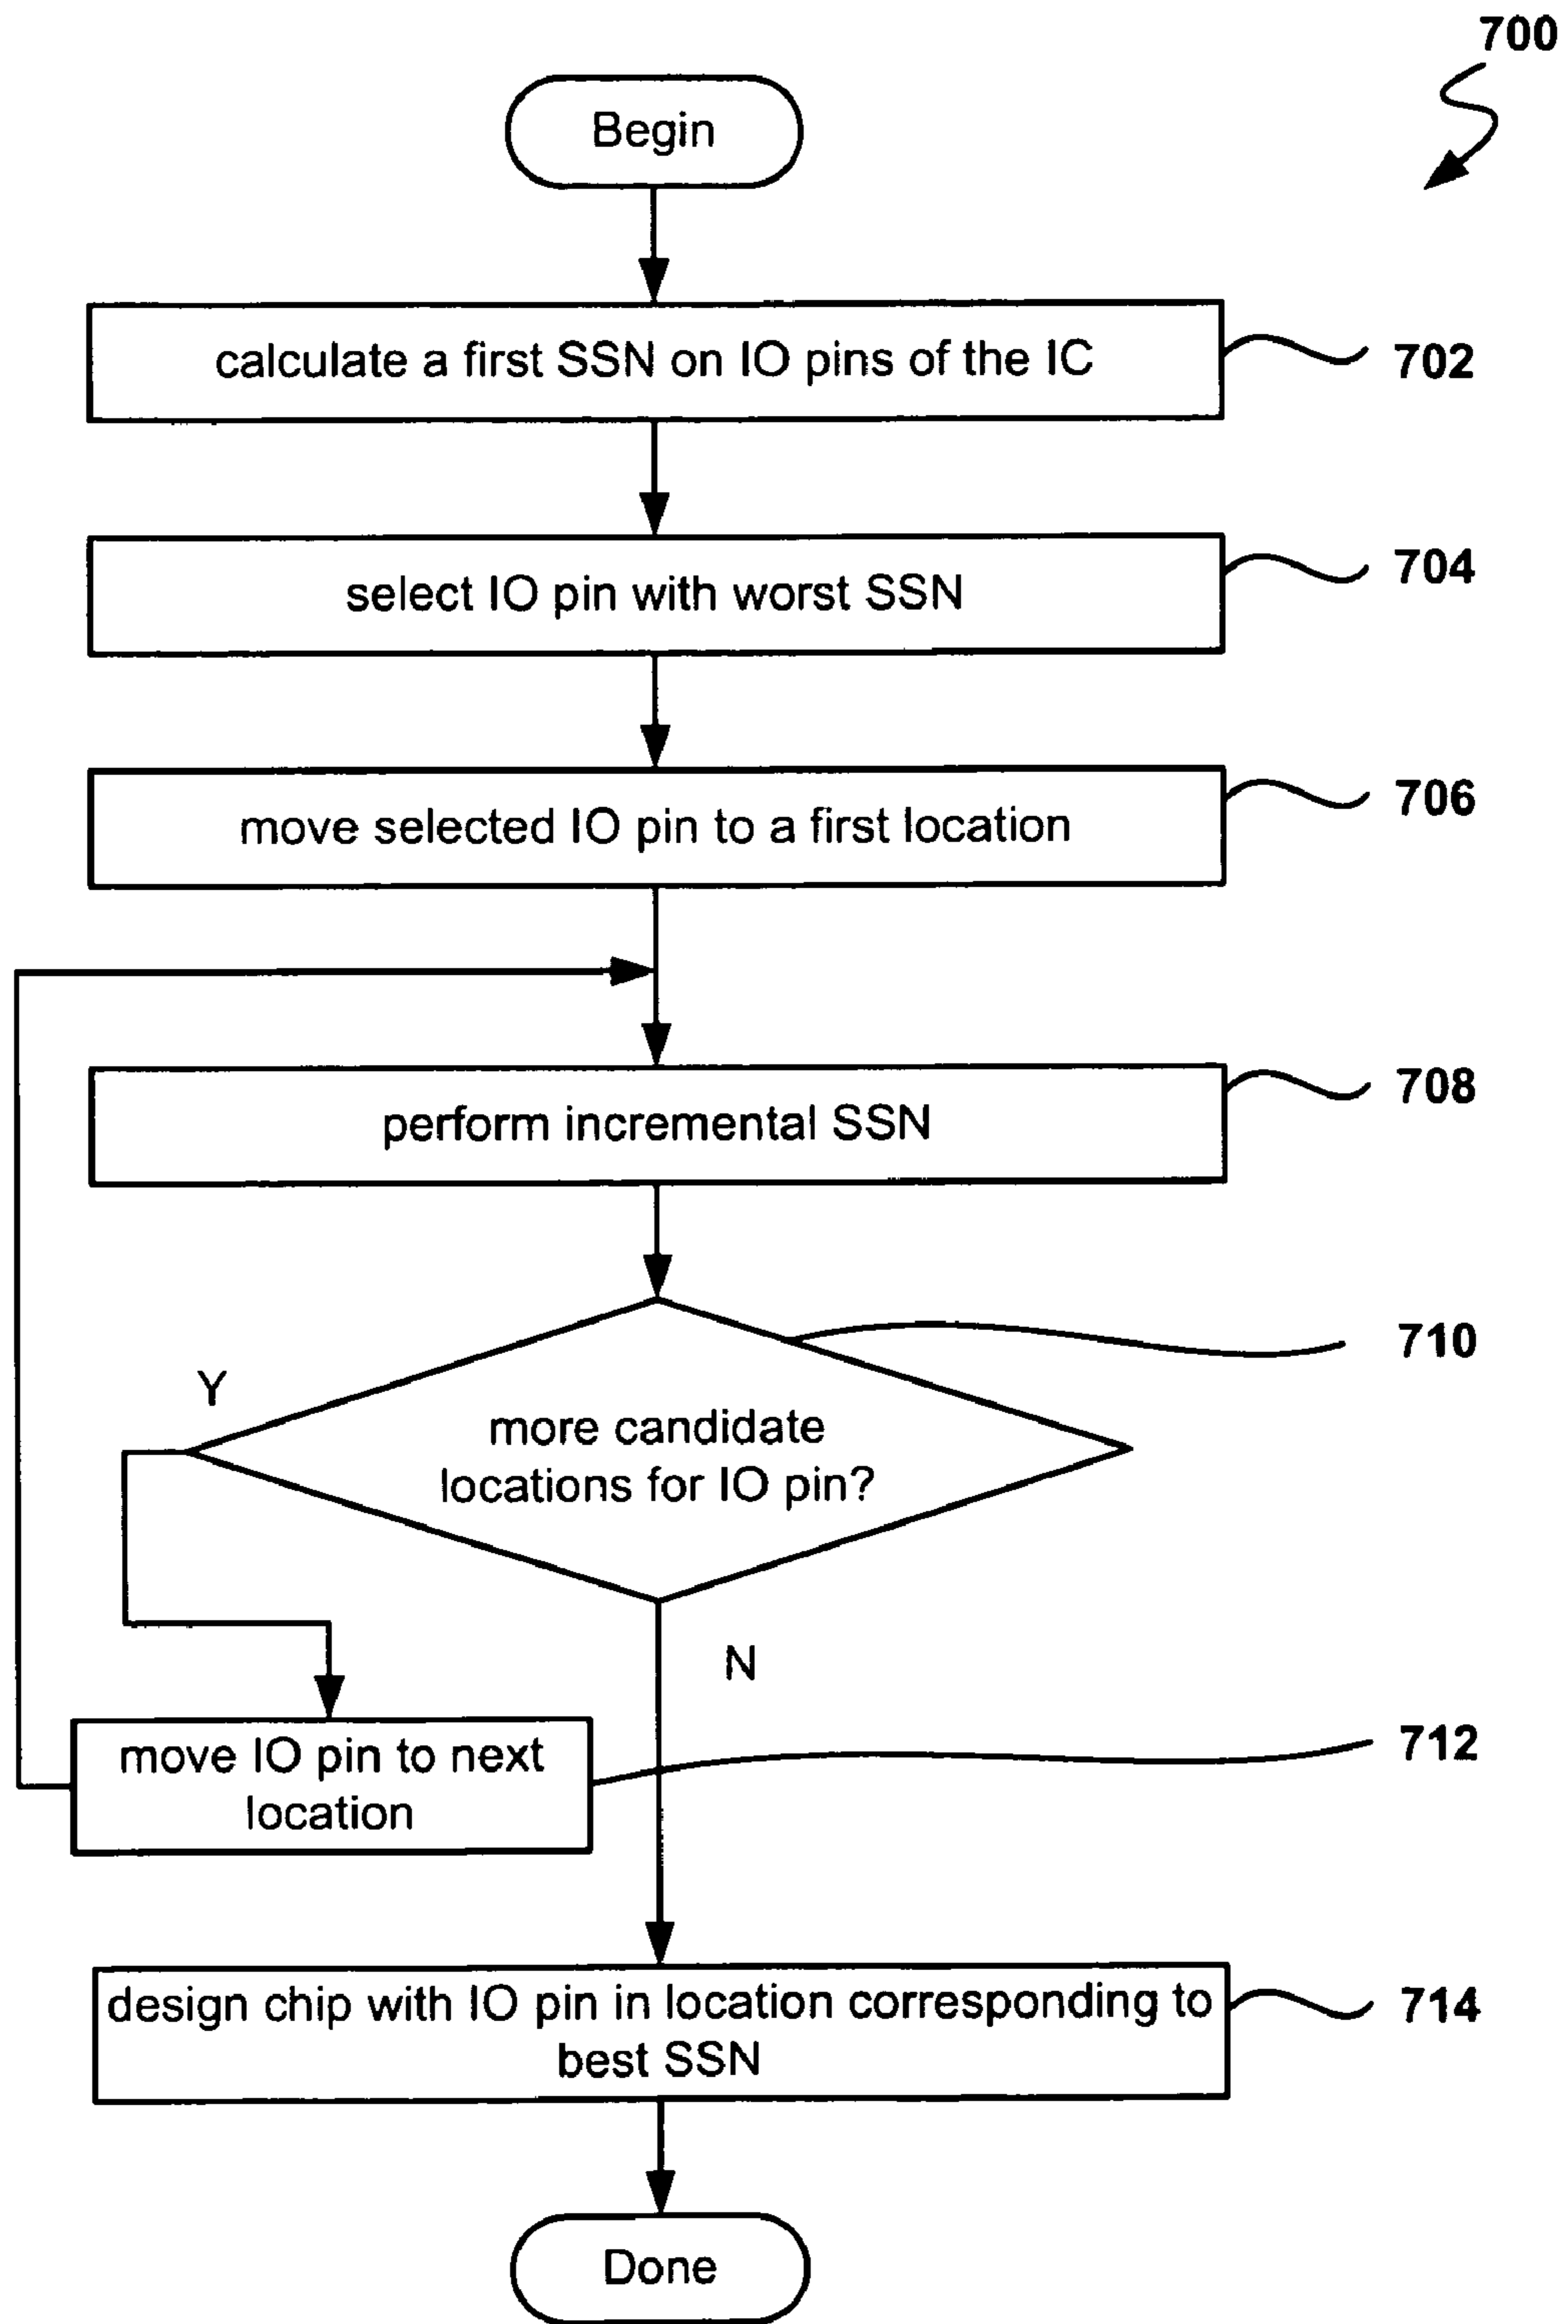 700
Begin
calculate a first SSN on IO pins of the IC
702
select IO pin with worst SSN
704
move selected IO pin to a first location
706
perform incremental SSN
708
710
Y
more candidate
locations for IO pin?
N
move IO pin to next
location
712
design chip with IO pin in location corresponding to
best SSN
714
Done